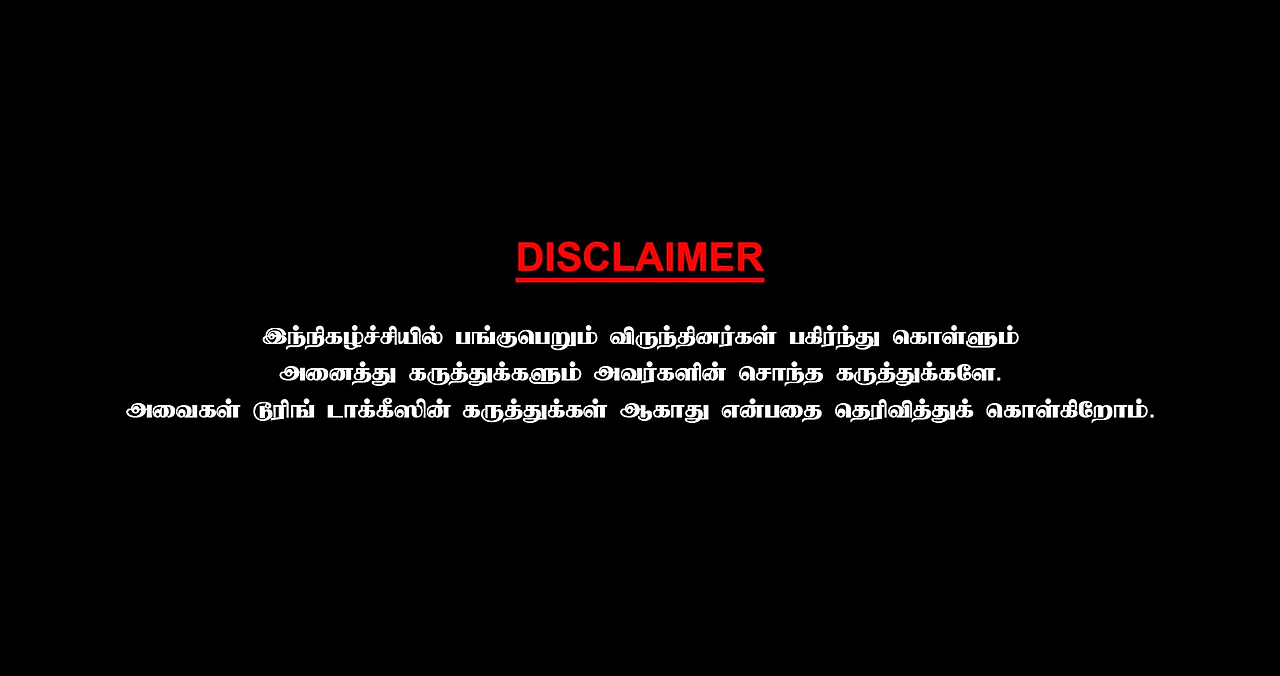 DISCLAIMER
இந்நிகழ்ச்சியில் பங்குபெறும் விருந்தினர்கள் பகிர்ந்து கொள்ளும்
அனைத்து கருத்துக்களும் அவர்களின் சொந்த கருத்துக்களே.
அவைகள் டூரிங் டாக்கீஸின் கருத்துக்கள் ஆகாது என்பதை தெரிவித்துக் கொள்கிறோம்.